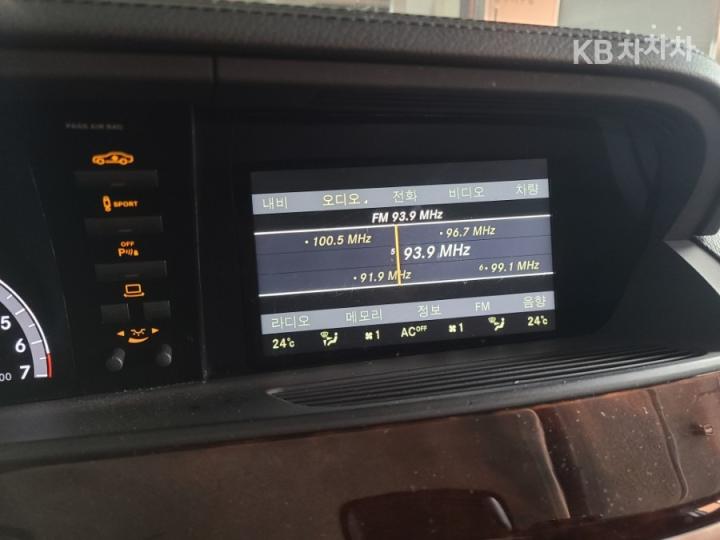 KB차차차
PASS AIR BAG
SPORT
OFF
P
내비 오디오 전화 비디오 차량
FM 93.9 MHz
100.5 MHz
96.7 MHz
5 93.9 MHz
91.9 MHz
6 99.1 MHz
라디오 메모리 정보 FM 음향
24°c 1 AC OFF 1 24°c
5
6
7
00